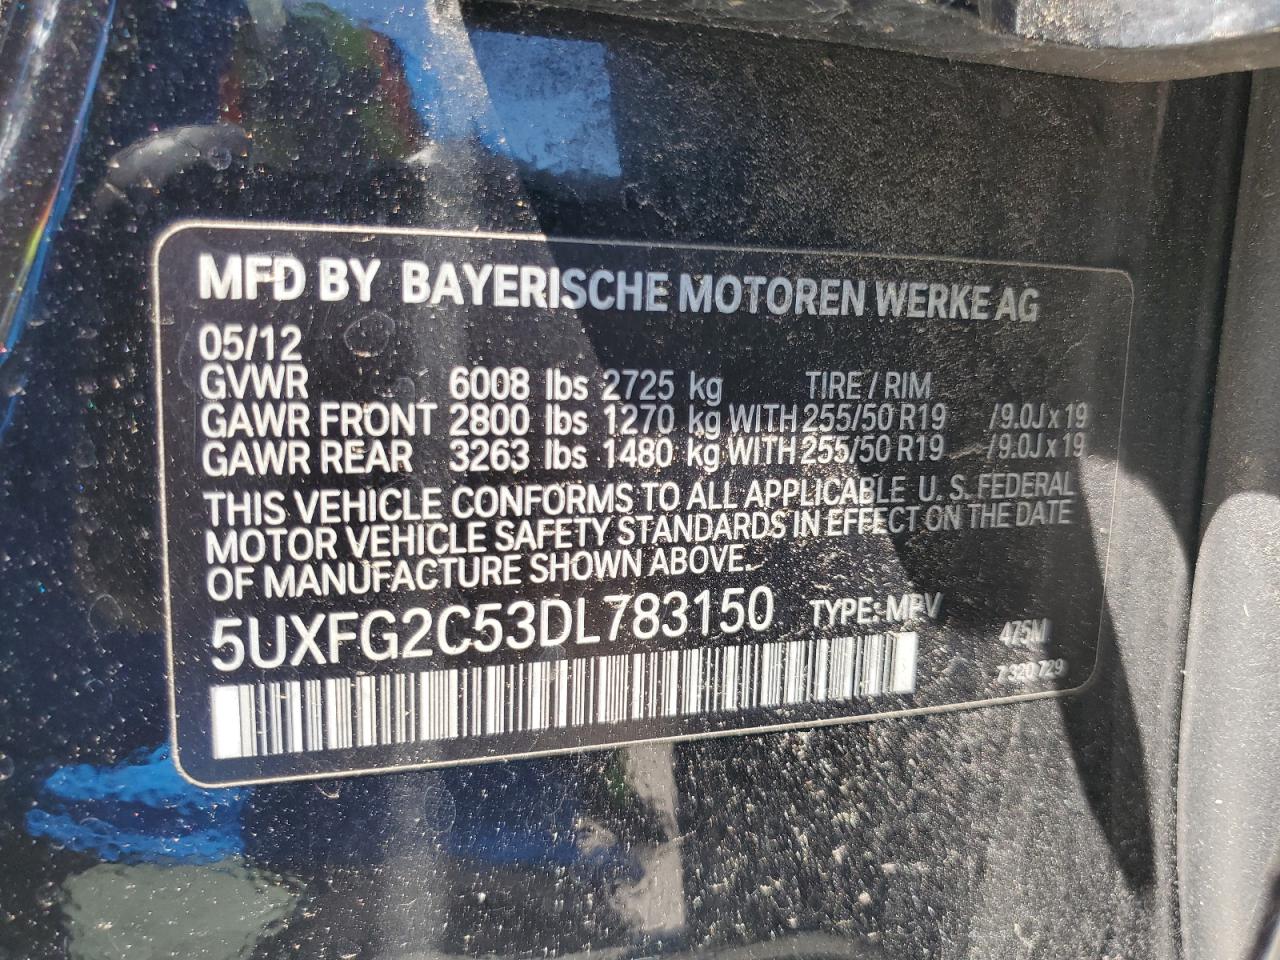 MFD BY BAYERISCHE MOTOREN WERKE AG
05/12
GVWR 6008 lbs 2725 kg TIRE / RIM
GAWR FRONT 2800 lbs 1270 kg WITH 255/50 R19 /9.0J x 19
GAWR REAR 3263 lbs 1480 kg WITH 255/50 R19 /9.0J x 19
THIS VEHICLE CONFORMS TO ALL APPLICABLE U.S. FEDERAL
MOTOR VEHICLE SAFETY STANDARDS IN EFFECT ON THE DATE
OF MANUFACTURE SHOWN ABOVE.
5UXFG2C53DL783150 TYPE: MPV
475M
7320729